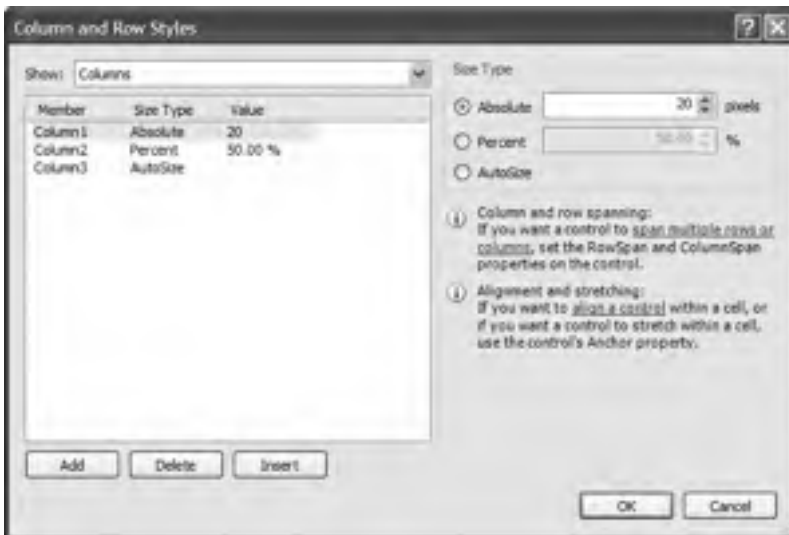 Column and Row Styles
Show: Columns
Member Size Type Value
Column1 Absolute 20
Column2 Percent 50.00 %
Column3 AutoSize
Add Delete Insert
Size Type
Absolute 20 pixels
Percent 50.00 %
AutoSize
Column and row spanning:
If you want a control to span multiple rows or
columns, set the RowSpan and ColumnSpan
properties on the control.
Alignment and stretching:
If you want to align a control within a cell, or
if you want a control to stretch within a cell,
use the control's Anchor property.
OK Cancel